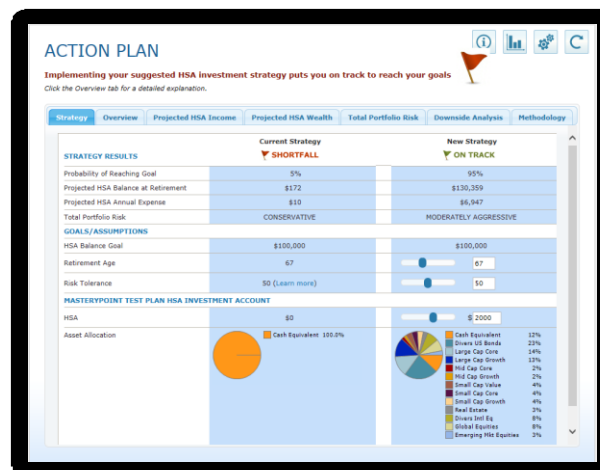 ACTION PLAN
Implementing your suggested HSA investment strategy puts you on track to reach your goals
Click the Overview tab for a detailed explanation.
Strategy Overview Projected HSA Income Projected HSA Wealth Total Portfolio Risk Downside Analysis Methodology
Current Strategy New Strategy
STRATEGY RESULTS SHORTFALL ON TRACK
Probability of Reaching Goal 5% 95%
Projected HSA Balance at Retirement $172 $130,359
Projected HSA Annual Expense $10 $6,947
Total Portfolio Risk CONSERVATIVE MODERATELY AGGRESSIVE
GOALS/ASSUMPTIONS
HSA Balance Goal $100,000 $100,000
Retirement Age 67 67
Risk Tolerance 50 (Learn more) 50
MASTERYPOINT TEST PLAN HSA INVESTMENT ACCOUNT
HSA $0 $ 2000
Asset Allocation Cash Equivalent 100.0% Cash Equivalent 12%
Divers US Bonds 23%
Large Cap Core 14%
Large Cap Growth 13%
Mid Cap Core 2%
Mid Cap Growth 2%
Small Cap Value 4%
Small Cap Core 4%
Small Cap Growth 4%
Real Estate 3%
Divers Intl Eq 8%
Global Equities 8%
Emerging Mkt Equities 3%